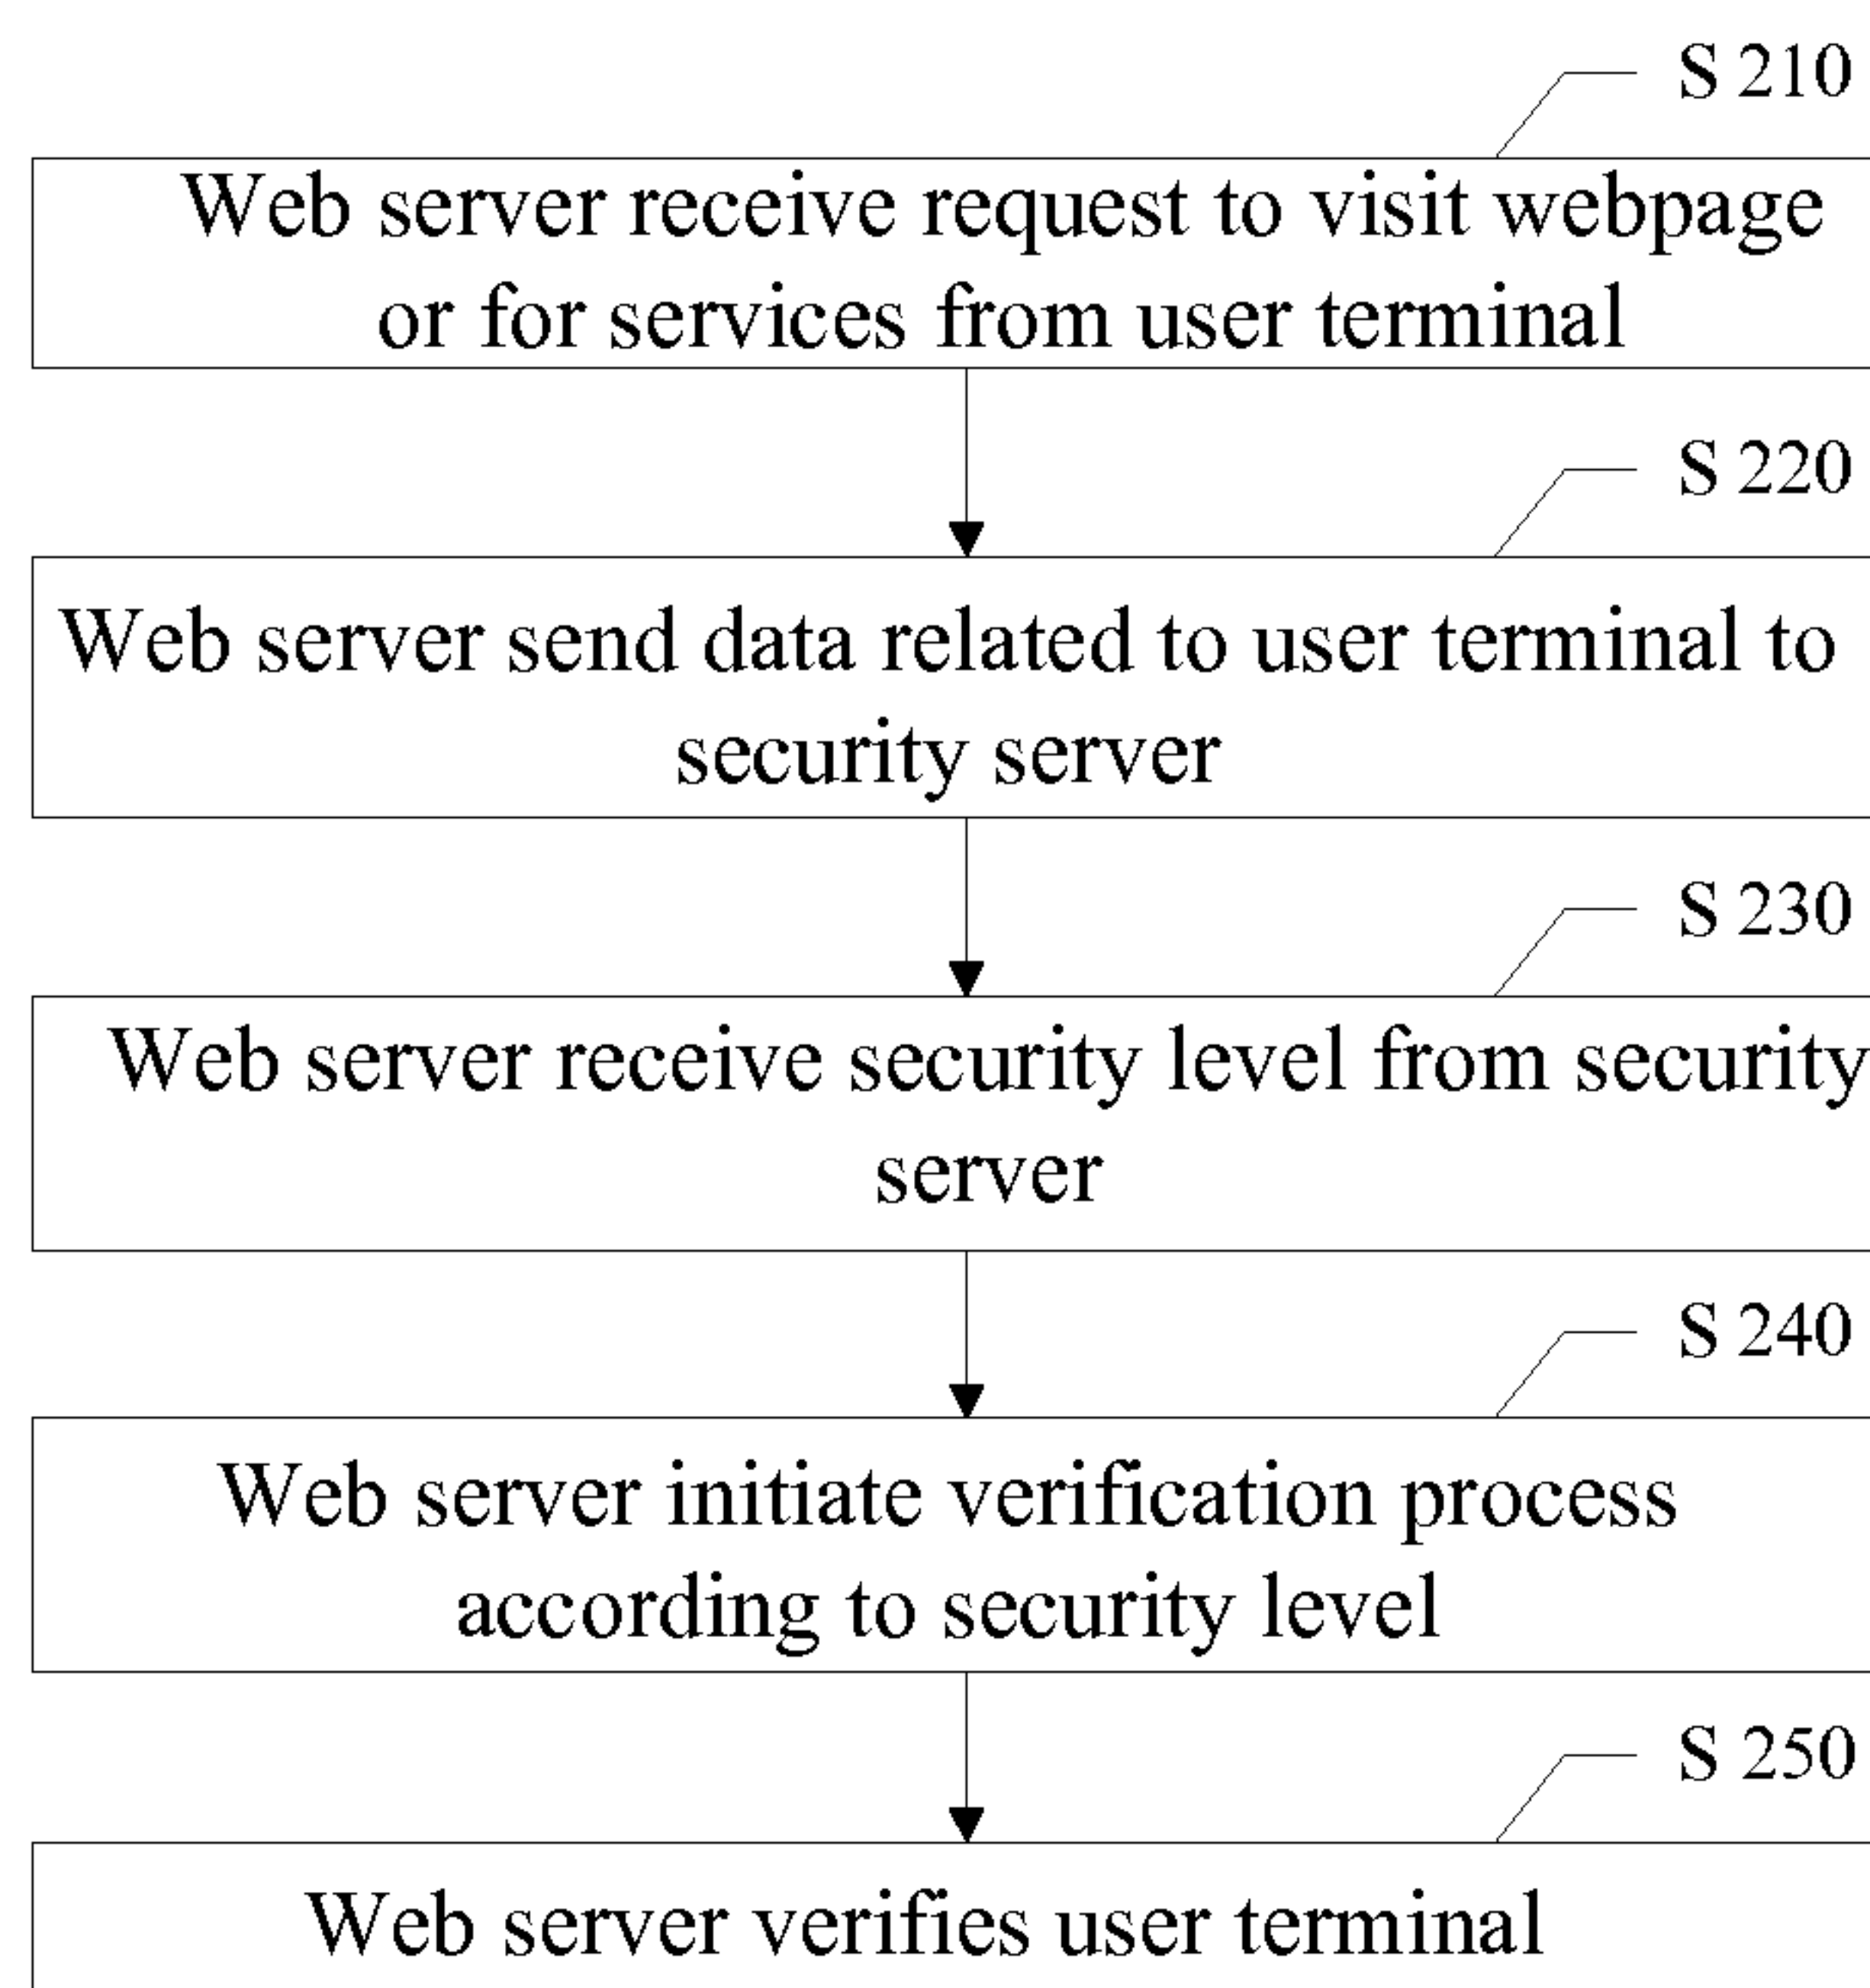 S 210
Web server receive request to visit webpage
or for services from user terminal
S 220
Web server send data related to user terminal to
security server
S 230
Web server receive security level from security
server
S 240
Web server initiate verification process
according to security level
S 250
Web server verifies user terminal